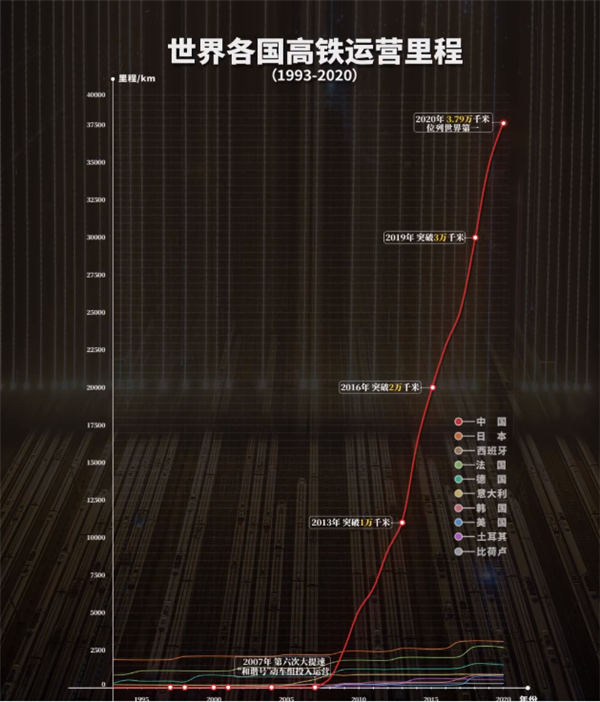 世界各国高铁运营里程
(1993-2020)
里程/km
40000
37500
2020年 3.79万千米
位列世界第一
35000
32500
30000
2019年 突破3万千米
27500
25000
22500
20000
2016年 突破2万千米
17500
中 国
日 本
西班牙
15000
法 国
德 国
12500
意大利
韩 国
2013年 突破1万千米
美 国
10000
土耳其
比荷卢
7500
5000
2500
2007年 第六次大提速
“和谐号”动车组投入运营
0
1995
2000
2005
2010
2015
2020
年份